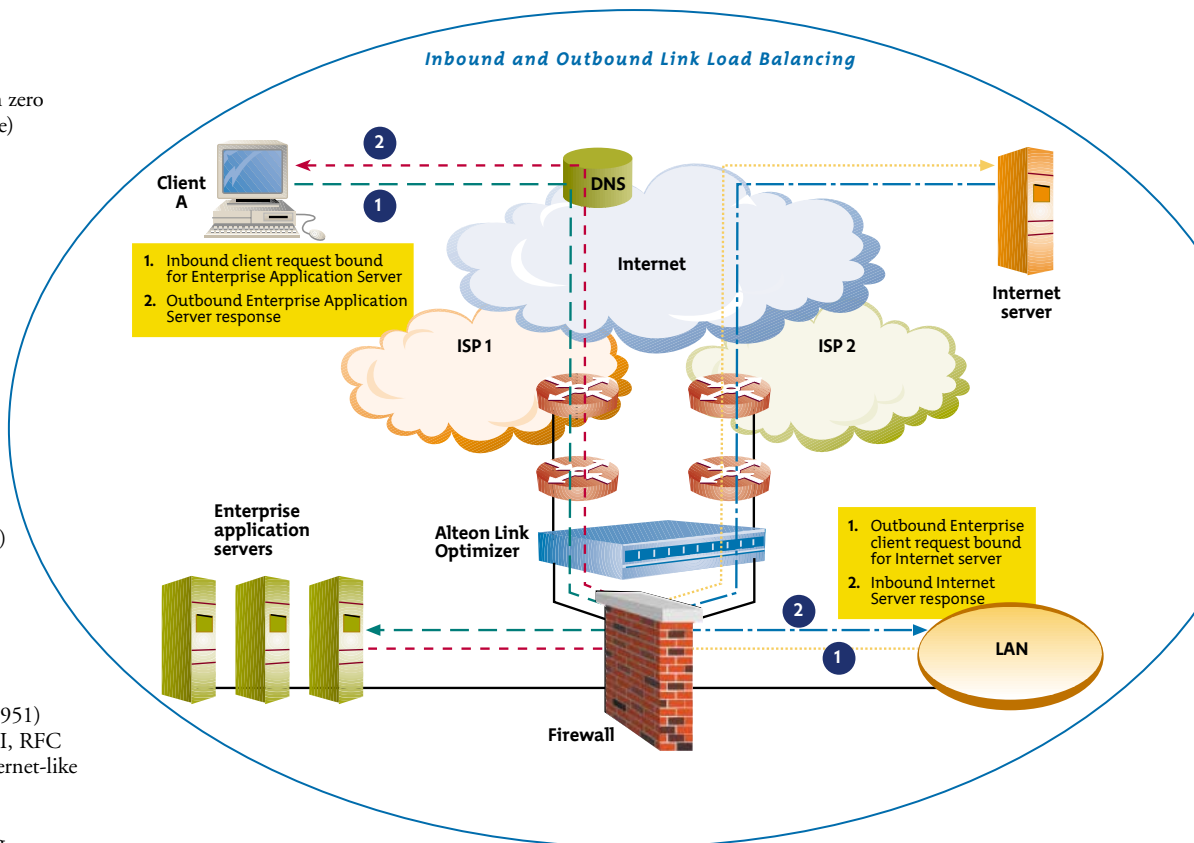 Inbound and Outbound Link Load Balancing
zero
e)
2
Client
A
1
DNS
1. Inbound client request bound
for Enterprise Application Server
2. Outbound Enterprise Application
Server response
Internet
Internet
server
ISP 1
ISP 2
Enterprise
application
servers
)
Alteon Link
Optimizer
1. Outbound Enterprise
client request bound
for Internet server
2. Inbound Internet
Server response
2
1
LAN
Firewall
951)
I, RFC
ernet-like